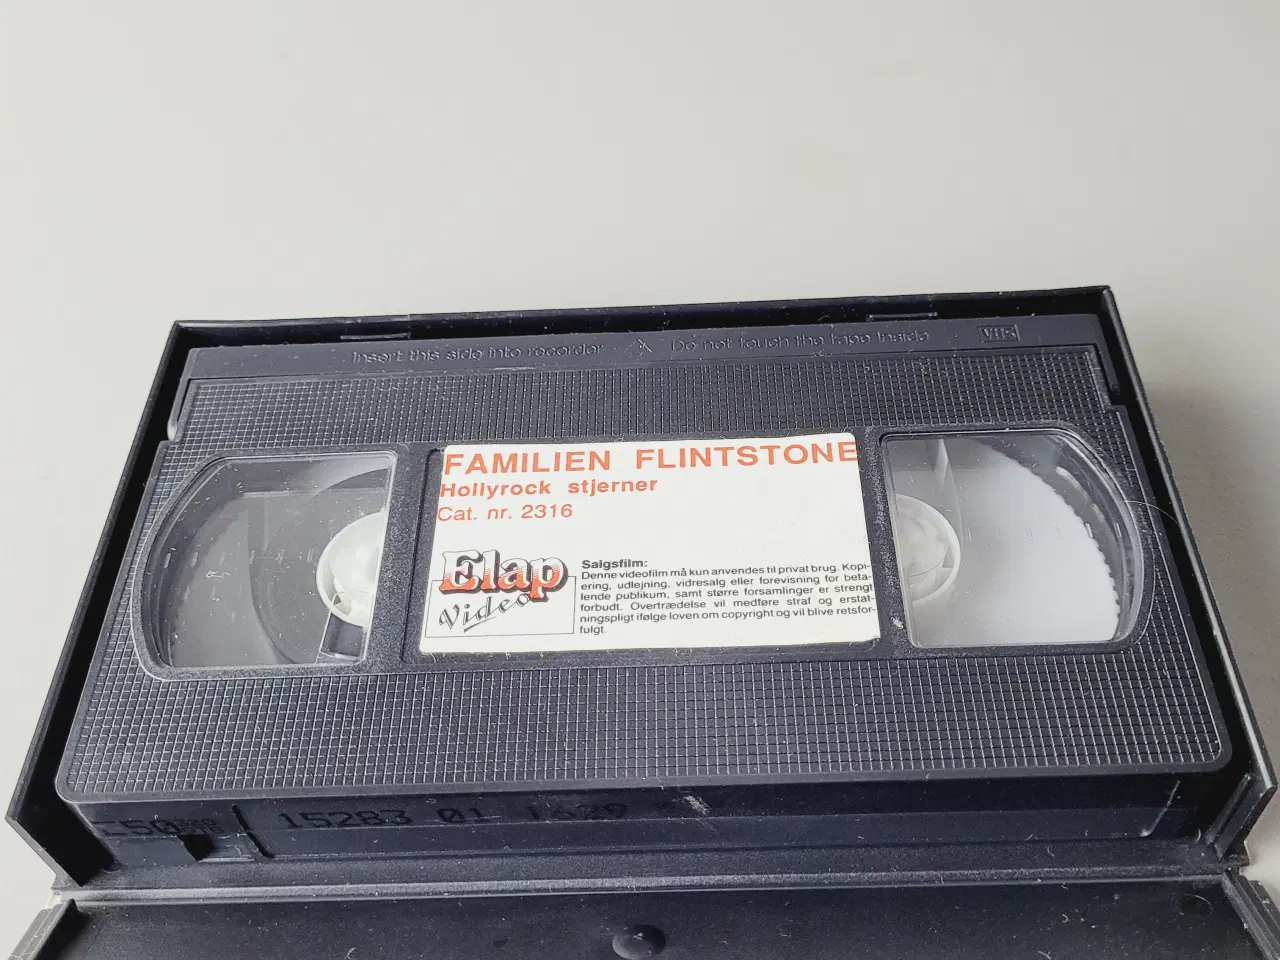 Insert this side into recorder Do not touch the tape inside VHS
FAMILIEN FLINTSTONE
Hollyrock stjerner
Cat. nr. 2316
Elap
Video
Salgsfilm:
Denne videofilm må kun anvendes til privat brug. Kopi-
ering, udlejning, vidresalg eller forevisning for beta-
lende publikum, samt større forsamlinger er strengt
forbudt. Overtrædelse vil medføre straf og erstat-
ningspligt ifølge loven om copyright og vil blive retsfor-
fulgt.
15283 01